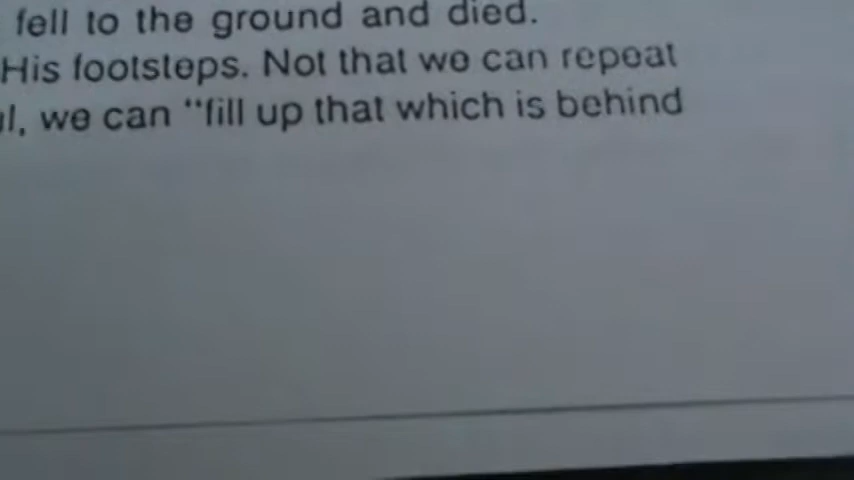 fell to the ground and died.
His footsteps. Not that we can repeat
we can “fill up that which is behind